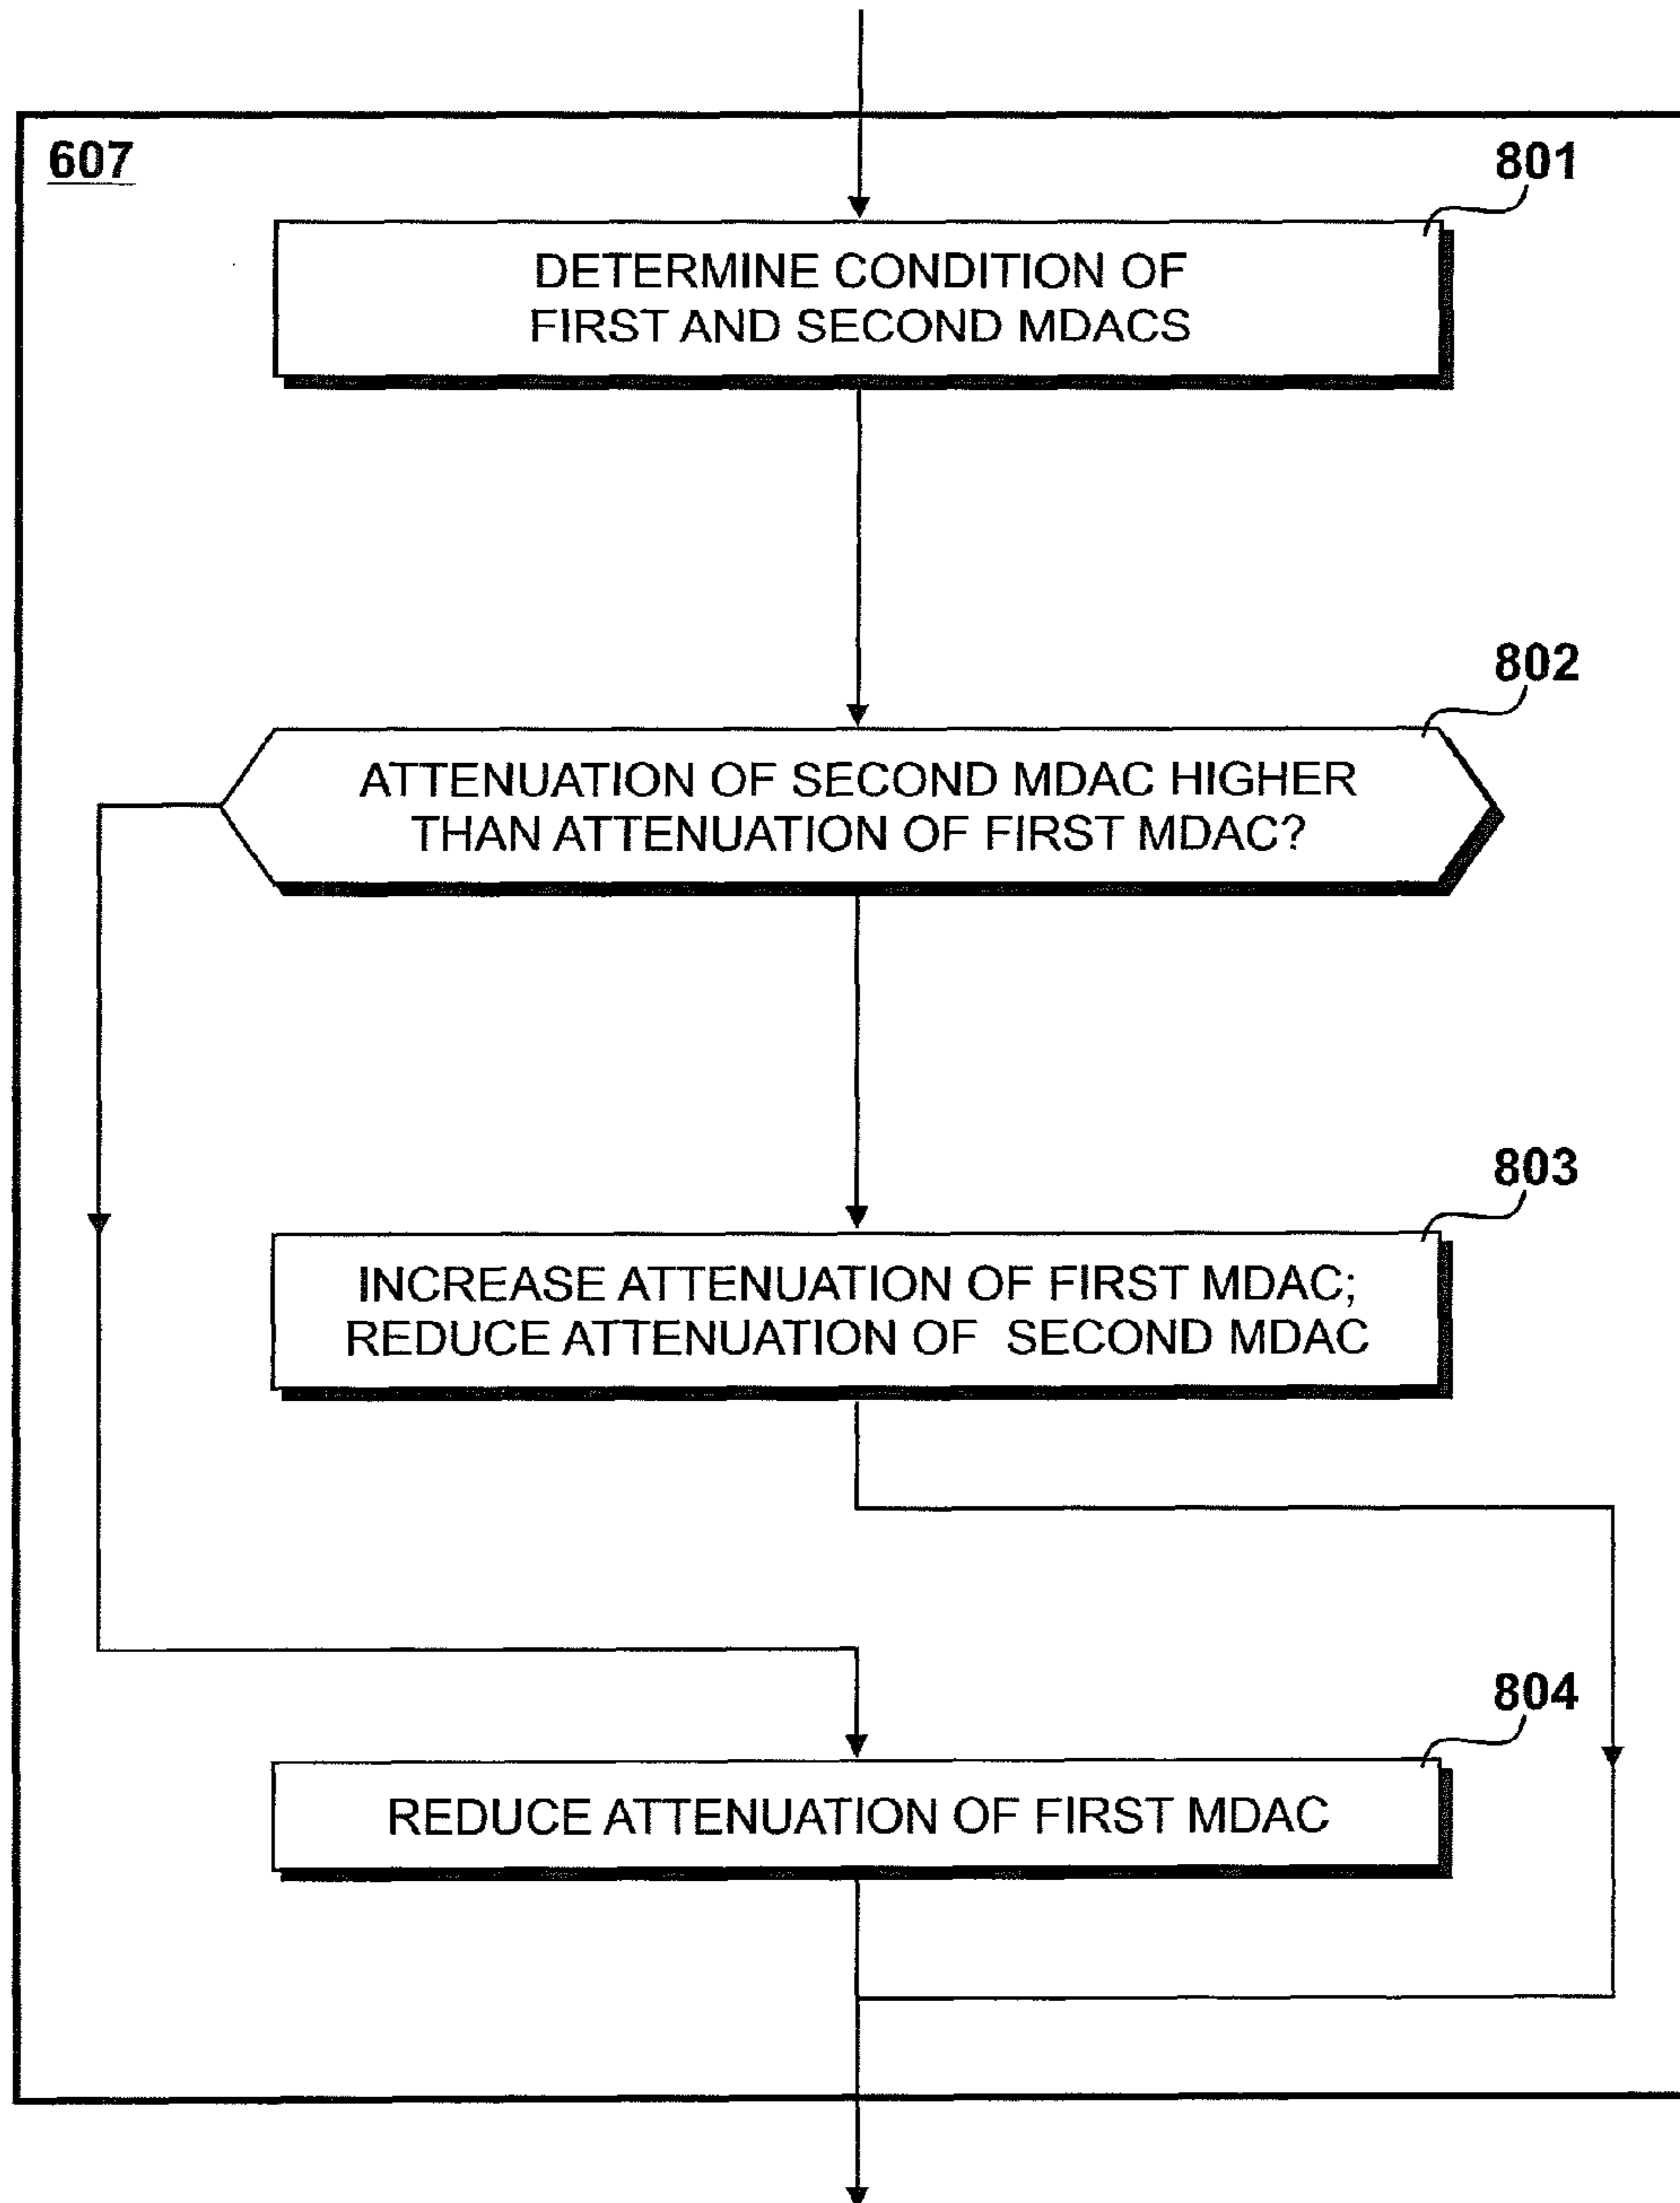 607
801
DETERMINE CONDITION OF
FIRST AND SECOND MDACS
802
ATTENUATION OF SECOND MDAC HIGHER
THAN ATTENUATION OF FIRST MDAC?
803
INCREASE ATTENUATION OF FIRST MDAC;
REDUCE ATTENUATION OF SECOND MDAC
804
REDUCE ATTENUATION OF FIRST MDAC